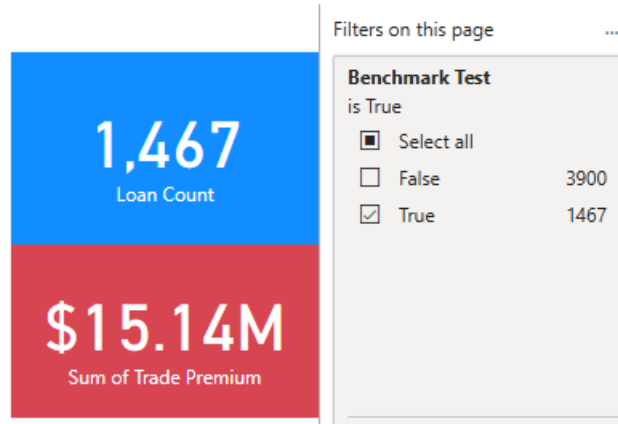 Filters on this page ...
1,467
Loan Count
$15.14M
Sum of Trade Premium
Benchmark Test
is True
Select all
False 3900
True 1467